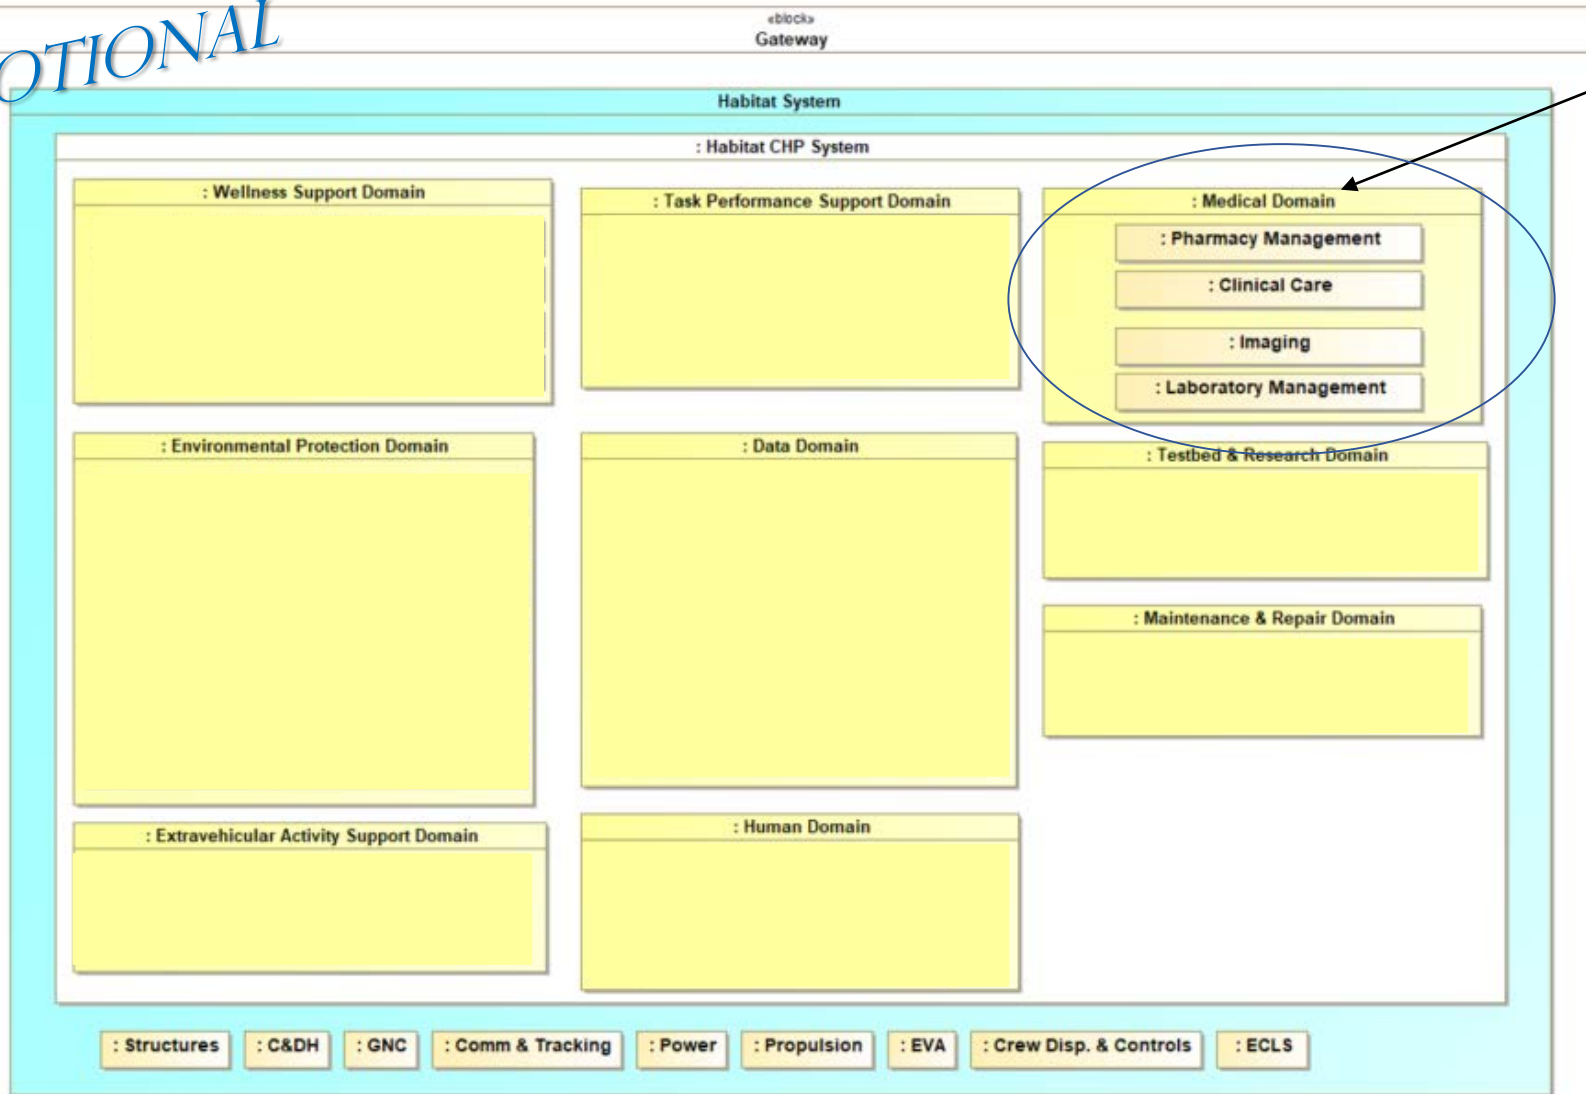 OTIONAL
«block»
Gateway
Habitat System
: Habitat CHP System
: Wellness Support Domain
: Task Performance Support Domain
: Medical Domain
: Pharmacy Management
: Clinical Care
: Imaging
: Laboratory Management
: Environmental Protection Domain
: Data Domain
: Testbed & Research Domain
: Maintenance & Repair Domain
: Extravehicular Activity Support Domain
: Human Domain
: Structures
: C&DH
: GNC
: Comm & Tracking
: Power
: Propulsion
: EVA
: Crew Disp. & Controls
: ECLS